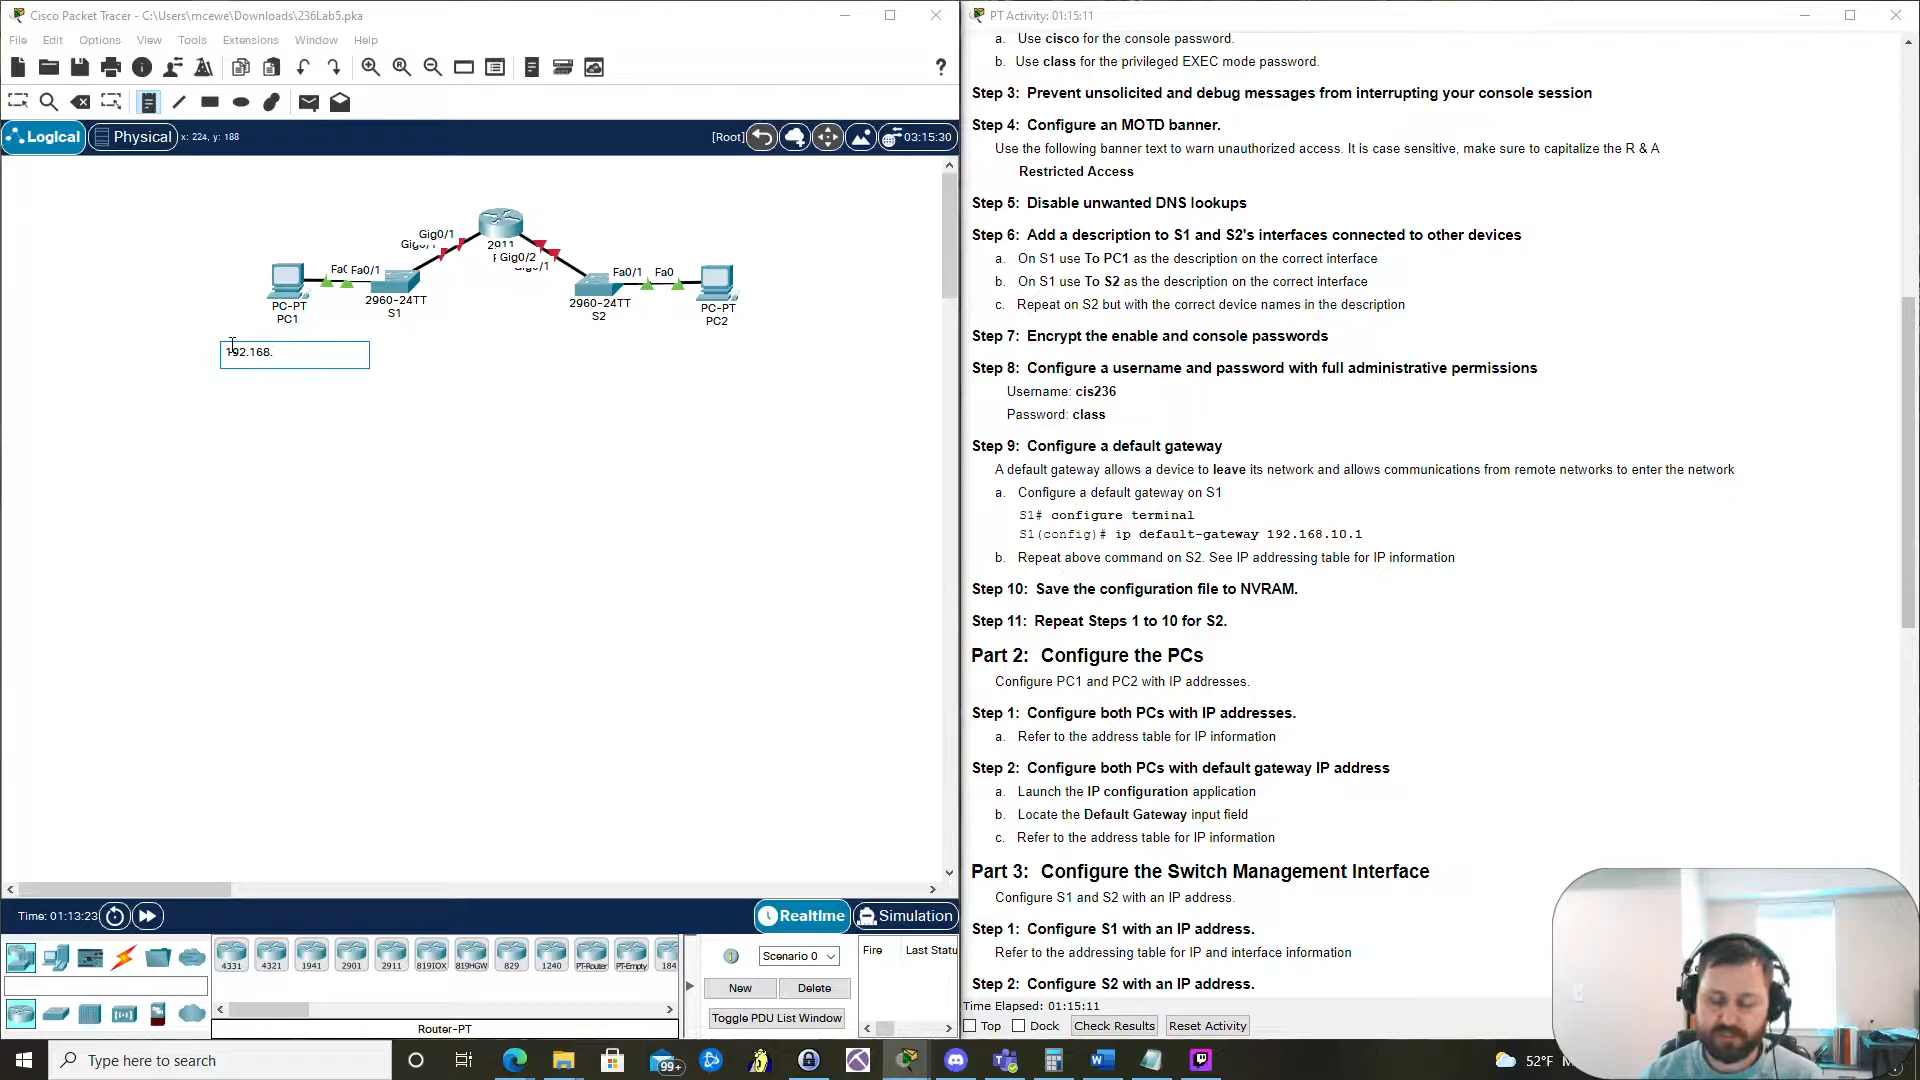 Cisco Packet Tracer - C:\Users\mcewe\Downloads\236Lab5.pka
File Edit Options View Tools Extensions Window Help
?
Logical Physical x: 224, y: 188 [Root] 03:15:30
Gig0/1
2911
Gig0/2
Fa0/1
2960-24TT
S1
PC-PT
PC1
Fa0/1 Fa0
2960-24TT
S2
PC-PT
PC2
192.168.
Time: 01:13:23 Realtime Simulation
4331 4321 1941 2901 2911 819IOX 819HGW 829 1240 PT-Router PT-Empty 184
Scenario 0
Fire Last Statu
New Delete
Toggle PDU List Window
Router-PT
PT Activity: 01:15:11
a. Use cisco for the console password.
b. Use class for the privileged EXEC mode password.
Step 3: Prevent unsolicited and debug messages from interrupting your console session
Step 4: Configure an MOTD banner.
Use the following banner text to warn unauthorized access. It is case sensitive, make sure to capitalize the R & A
Restricted Access
Step 5: Disable unwanted DNS lookups
Step 6: Add a description to S1 and S2's interfaces connected to other devices
a. On S1 use To PC1 as the description on the correct interface
b. On S1 use To S2 as the description on the correct interface
c. Repeat on S2 but with the correct device names in the description
Step 7: Encrypt the enable and console passwords
Step 8: Configure a username and password with full administrative permissions
Username: cis236
Password: class
Step 9: Configure a default gateway
A default gateway allows a device to leave its network and allows communications from remote networks to enter the network
a. Configure a default gateway on S1
S1# configure terminal
S1(config)# ip default-gateway 192.168.10.1
b. Repeat above command on S2. See IP addressing table for IP information
Step 10: Save the configuration file to NVRAM.
Step 11: Repeat Steps 1 to 10 for S2.
Part 2: Configure the PCs
Configure PC1 and PC2 with IP addresses.
Step 1: Configure both PCs with IP addresses.
a. Refer to the address table for IP information
Step 2: Configure both PCs with default gateway IP address
a. Launch the IP configuration application
b. Locate the Default Gateway input field
c. Refer to the address table for IP information
Part 3: Configure the Switch Management Interface
Configure S1 and S2 with an IP address.
Step 1: Configure S1 with an IP address.
Refer to the addressing table for IP and interface information
Step 2: Configure S2 with an IP address.
Time Elapsed: 01:15:11
Top Dock Check Results Reset Activity
Type here to search
99+
52°F